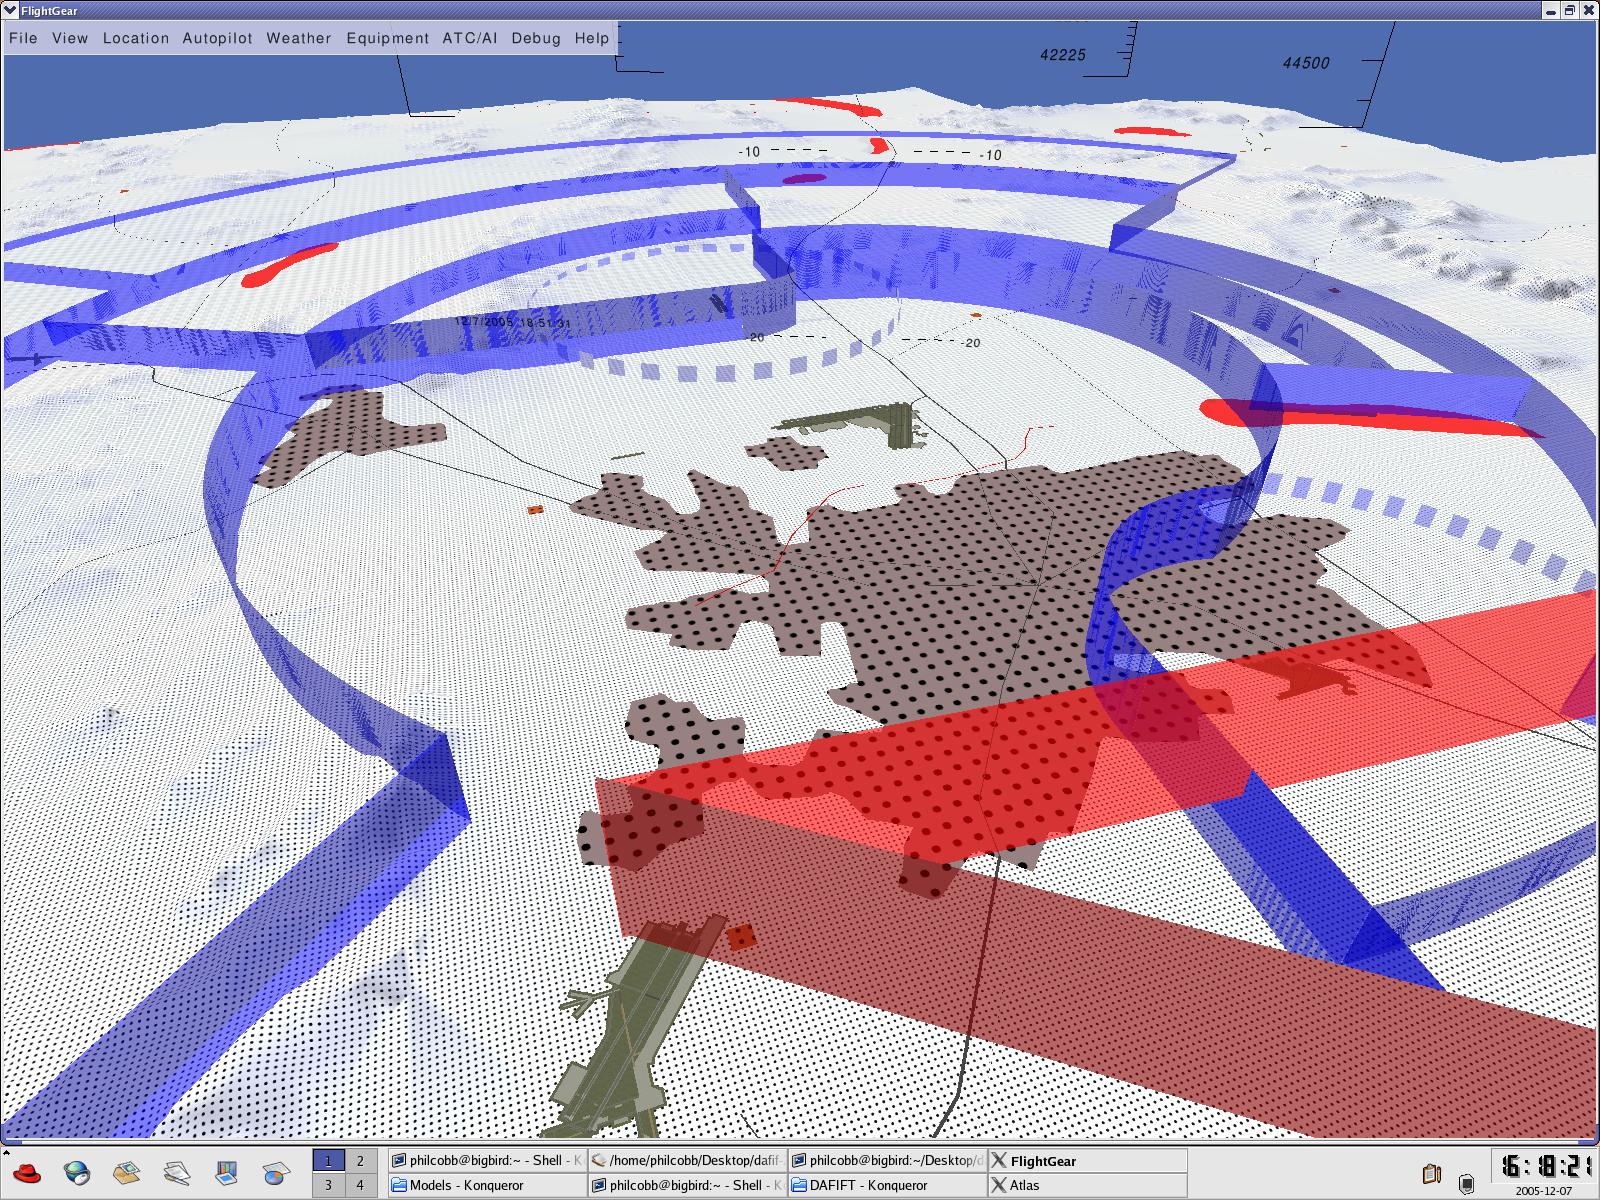 FlightGear
File View Location Autopilot Weather Equipment ATC/AI Debug Help
42225
44500
-10 -10
12/7/2005 18:51:31
-20 -20
1 2
3 4
philcobb@bigbird:~ - Shell - K
/home/philcobb/Desktop/dafif-
philcobb@bigbird:~/Desktop/d
FlightGear
Models - Konqueror
philcobb@bigbird:~ - Shell - K
DAFIFT - Konqueror
Atlas
16:18:21
2005-12-07